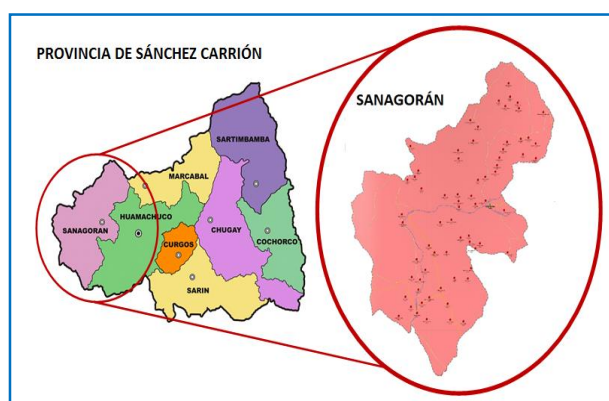 PROVINCIA DE SÁNCHEZ CARRIÓN
SANAGORÁN
SARTIMBAMBA
MARCABAL
HUAMACHUCO
SANAGORAN
CHUGAY
CURGOS
COCHORCO
SARIN